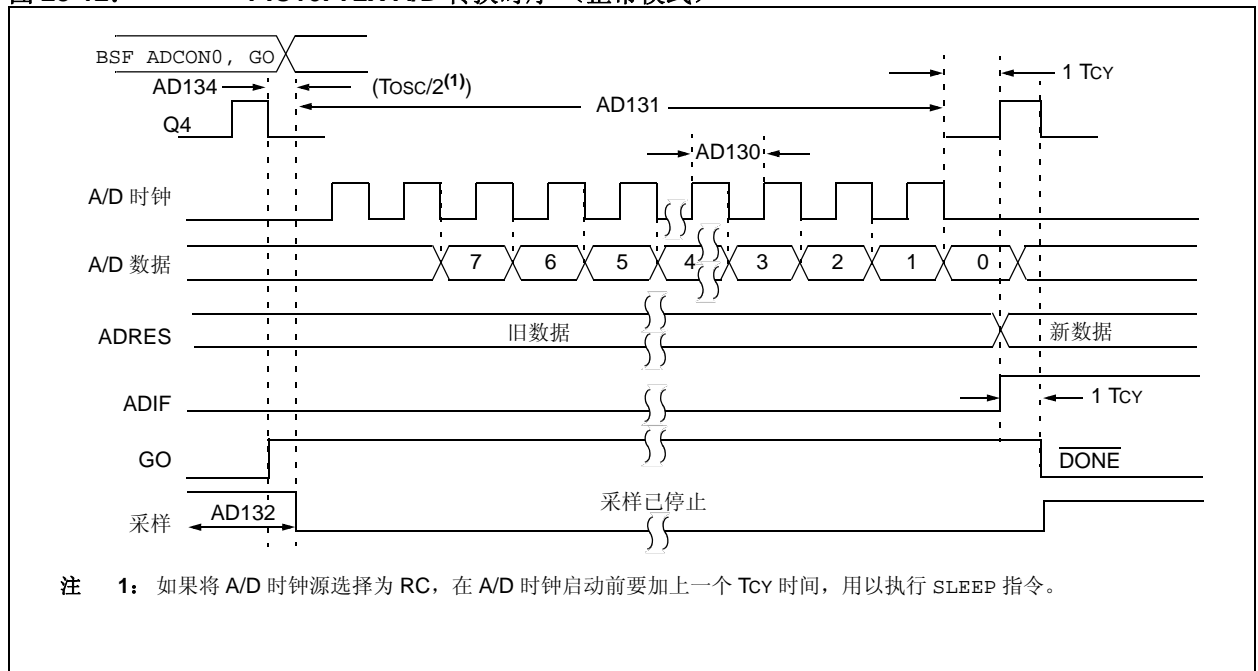 BSF ADCON0, GO
AD134
(TOSC/2(1))
AD131
1 TCY
Q4
AD130
A/D 时钟
A/D 数据
7 6 5 4 3 2 1 0
ADRES
旧数据
新数据
ADIF
1 TCY
GO
DONE
采样
AD132
采样已停止
注 1: 如果将 A/D 时钟源选择为 RC，在 A/D 时钟启动前要加上一个 TCY 时间，用以执行 SLEEP 指令。